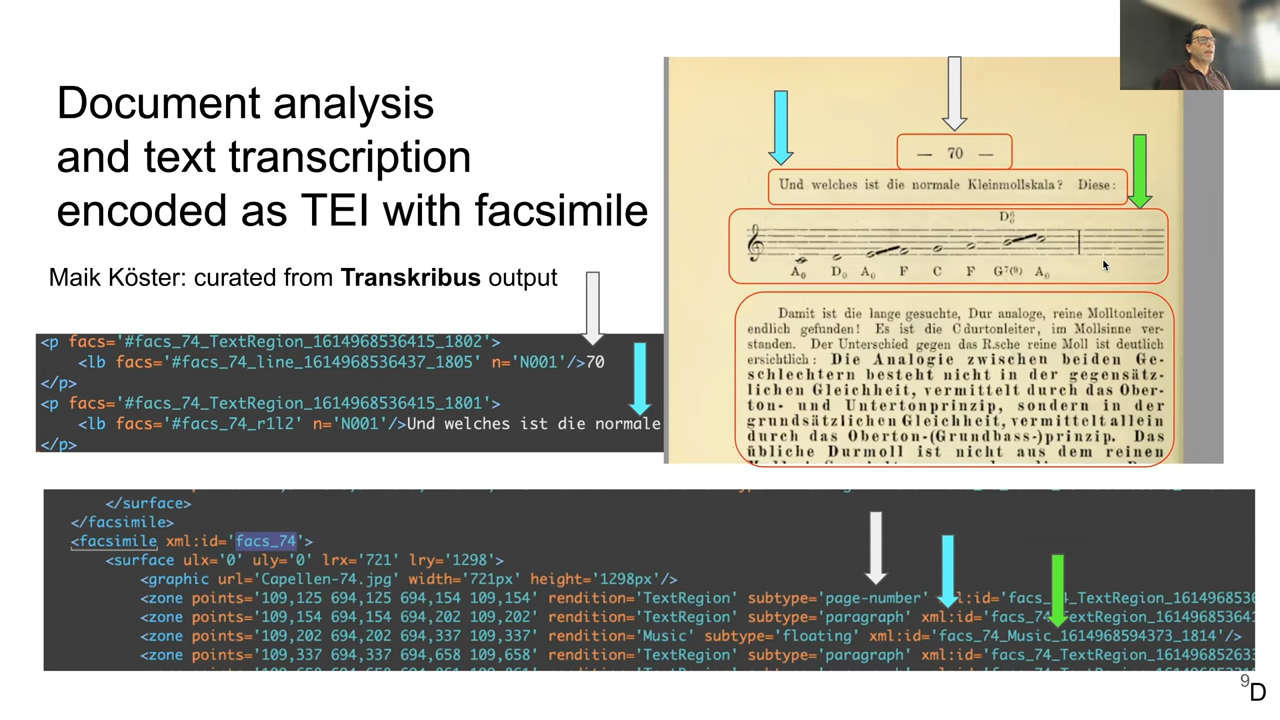 Document analysis
and text transcription
encoded as TEI with facsimile
Maik Köster: curated from Transkribus output
<p facs='#facs_74_TextRegion_1614968536415_1802'>
<lb facs='#facs_74_line_1614968536437_1805' n='N001'/>70
</p>
<p facs='#facs_74_TextRegion_1614968536415_1801'>
<lb facs='#facs_74_r1l2' n='N001'/>Und welches ist die normale
</p>
— 70 —
Und welches ist die normale Kleinmollskala? Diese:
A₀ D₀ A₀ F C F G⁷⁽⁹⁾ A₀
Damit ist die lange gesuchte, Dur analoge, reine Molltonleiter
endlich gefunden! Es ist die Cdurtonleiter, im Mollsinne ver-
standen. Der Unterschied gegen das R.sche reine Moll ist deutlich
ersichtlich: Die Analogie zwischen beiden Ge-
schlechtern besteht nicht in der gegensätz-
lichen Gleichheit, vermittelt durch das Ober-
ton- und Untertonprinzip, sondern in der
grundsätzlichen Gleichheit, vermittelt allein
durch das Oberton-(Grundbass-)prinzip. Das
übliche Durmoll ist nicht aus dem reinen
</surface>
</facsimile>
<facsimile xml:id='facs_74'>
<surface ulx='0' uly='0' lrx='721' lry='1298'>
<graphic url='Capellen-74.jpg' width='721px' height='1298px'/>
<zone points='109,125 694,125 694,154 109,154' rendition='TextRegion' subtype='page-number' xml:id='facs_74_TextRegion_1614968536
<zone points='109,154 694,154 694,202 109,202' rendition='TextRegion' subtype='paragraph' xml:id='facs_74_TextRegion_161496853641
<zone points='109,202 694,202 694,337 109,337' rendition='Music' subtype='floating' xml:id='facs_74_Music_1614968594373_1814'/>
<zone points='109,337 694,337 694,658 109,658' rendition='TextRegion' subtype='paragraph' xml:id='facs_74_TextRegion_161496852633
9
D